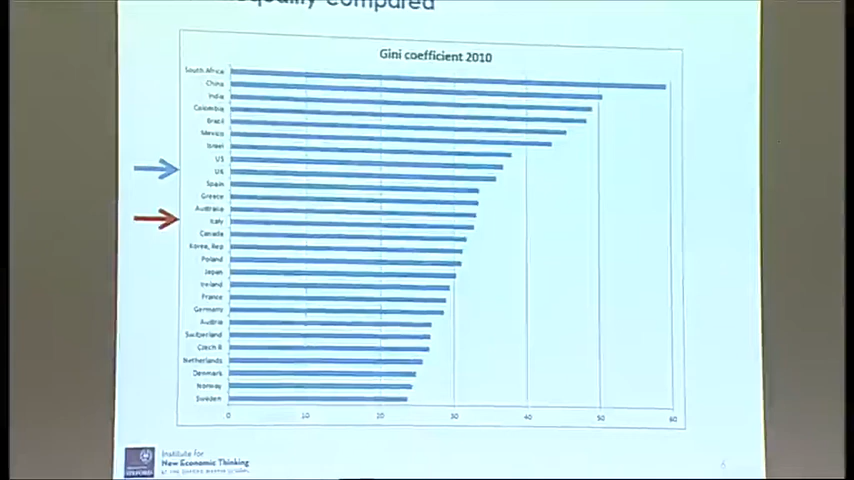 compared
Gini coefficient 2010
South Africa
China
India
Colombia
Brazil
Mexico
Israel
US
UK
Spain
Greece
Australia
Italy
Canada
Korea, Rep
Poland
Japan
Ireland
France
Germany
Austria
Switzerland
Czech R
Netherlands
Denmark
Norway
Sweden
0 10 20 30 40 50 60
Institute for
New Economic Thinking
AT THE OXFORD MARTIN SCHOOL
OXFORD
6